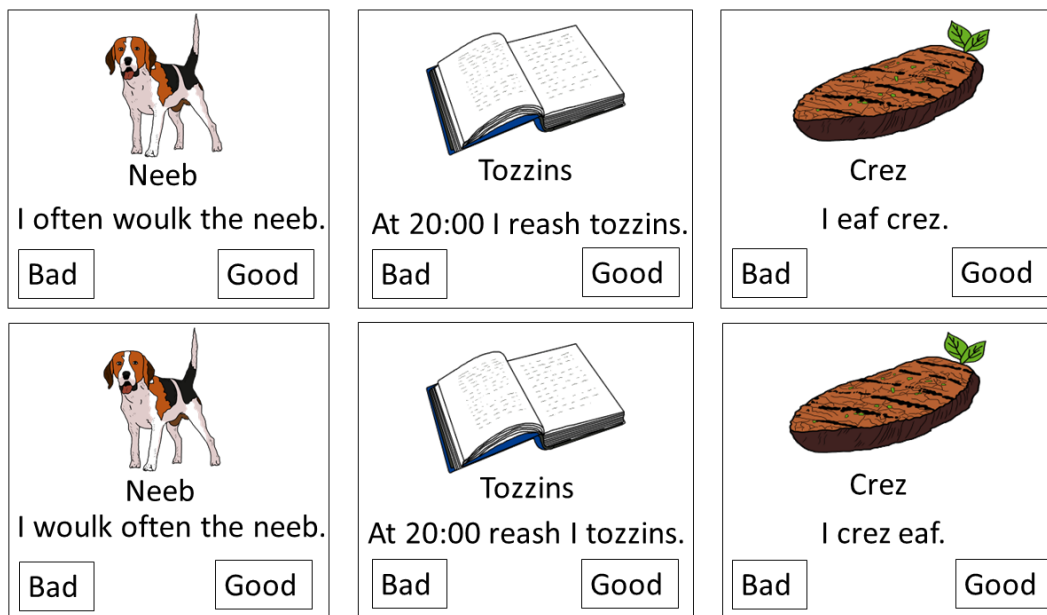 Neeb
I often woulk the neeb.
Bad Good
Tozzins
At 20:00 I reash tozzins.
Bad Good
Crez
I eaf crez.
Bad Good
Neeb
I woulk often the neeb.
Bad Good
Tozzins
At 20:00 reash I tozzins.
Bad Good
Crez
I crez eaf.
Bad Good